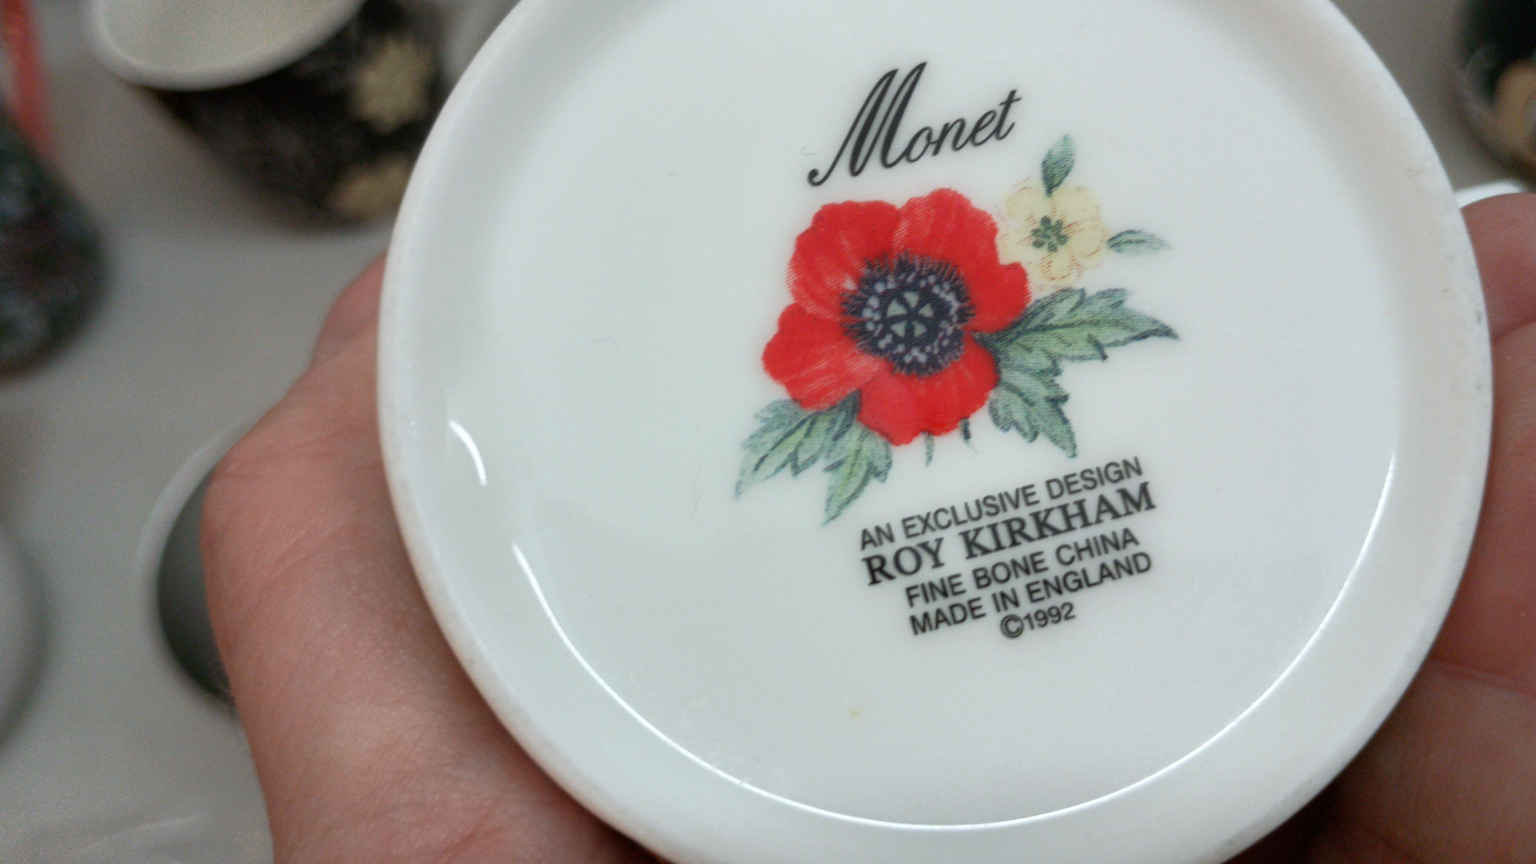 Monet
AN EXCLUSIVE DESIGN
ROY KIRKHAM
FINE BONE CHINA
MADE IN ENGLAND
©1992